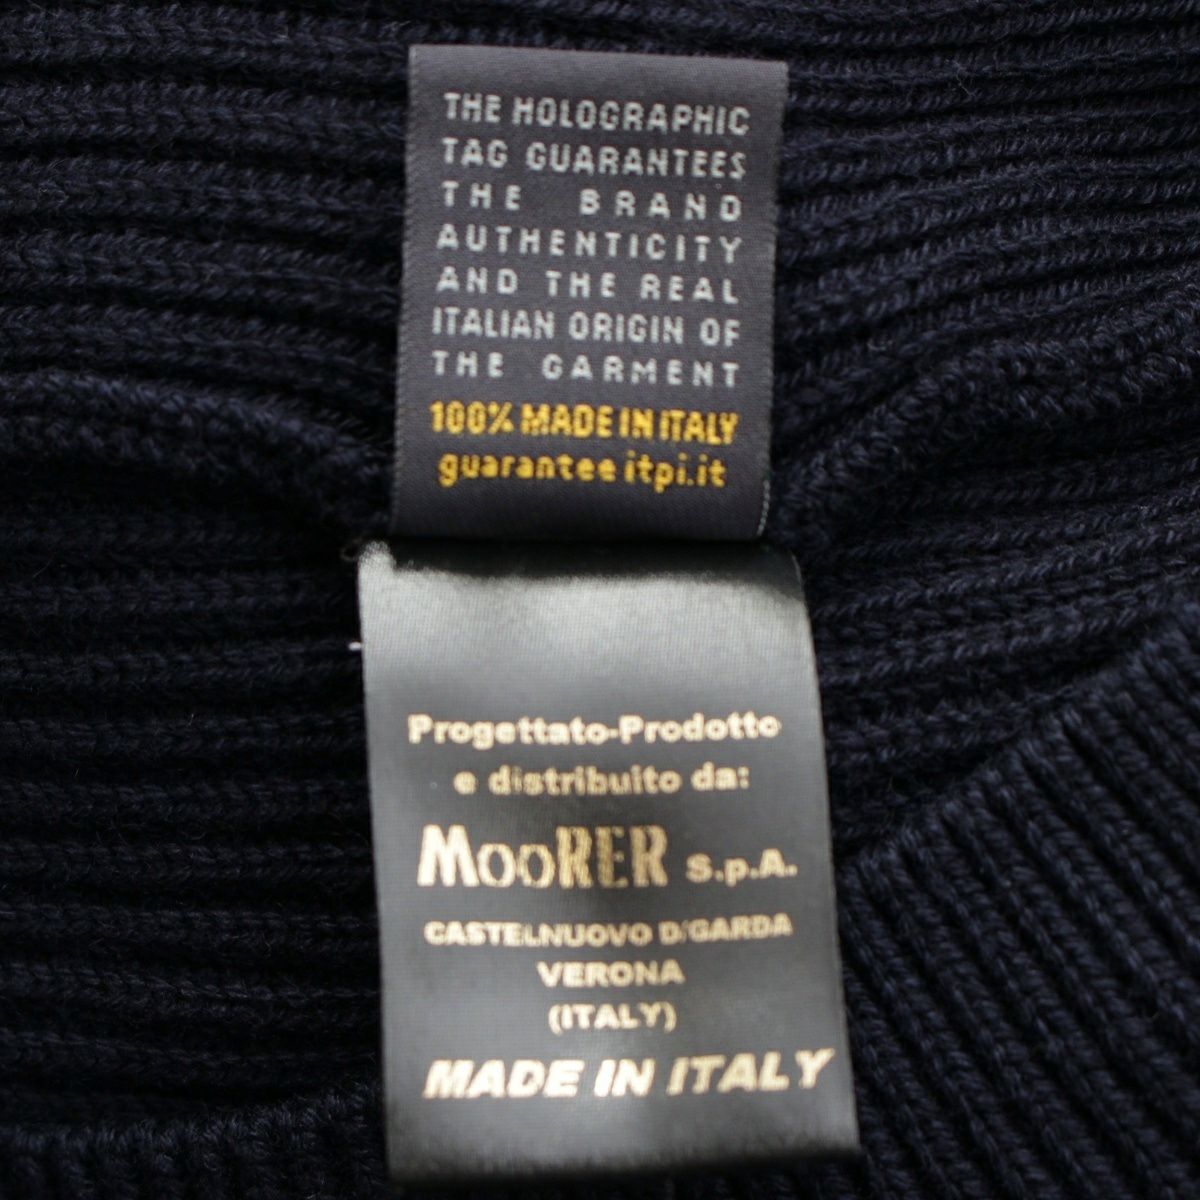 THE HOLOGRAPHIC
TAG GUARANTEES
THE BRAND
AUTHENTICITY
AND THE REAL
ITALIAN ORIGIN OF
THE GARMENT
100% MADE IN ITALY
guarantee itpi.it
Progettato-Prodotto
e distribuito da:
MooRER S.p.A.
CASTELNUOVO D/GARDA
VERONA
(ITALY)
MADE IN ITALY